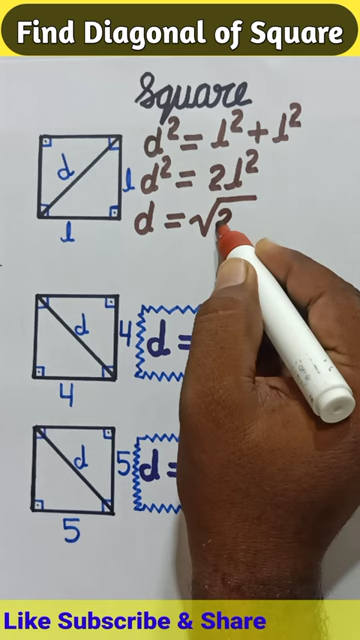 Find Diagonal of Square
Square
d² = l² + l²
d² = 2l²
d = √2
d
l
l
d
4
4
d =
d
5
5
d =
Like Subscribe & Share